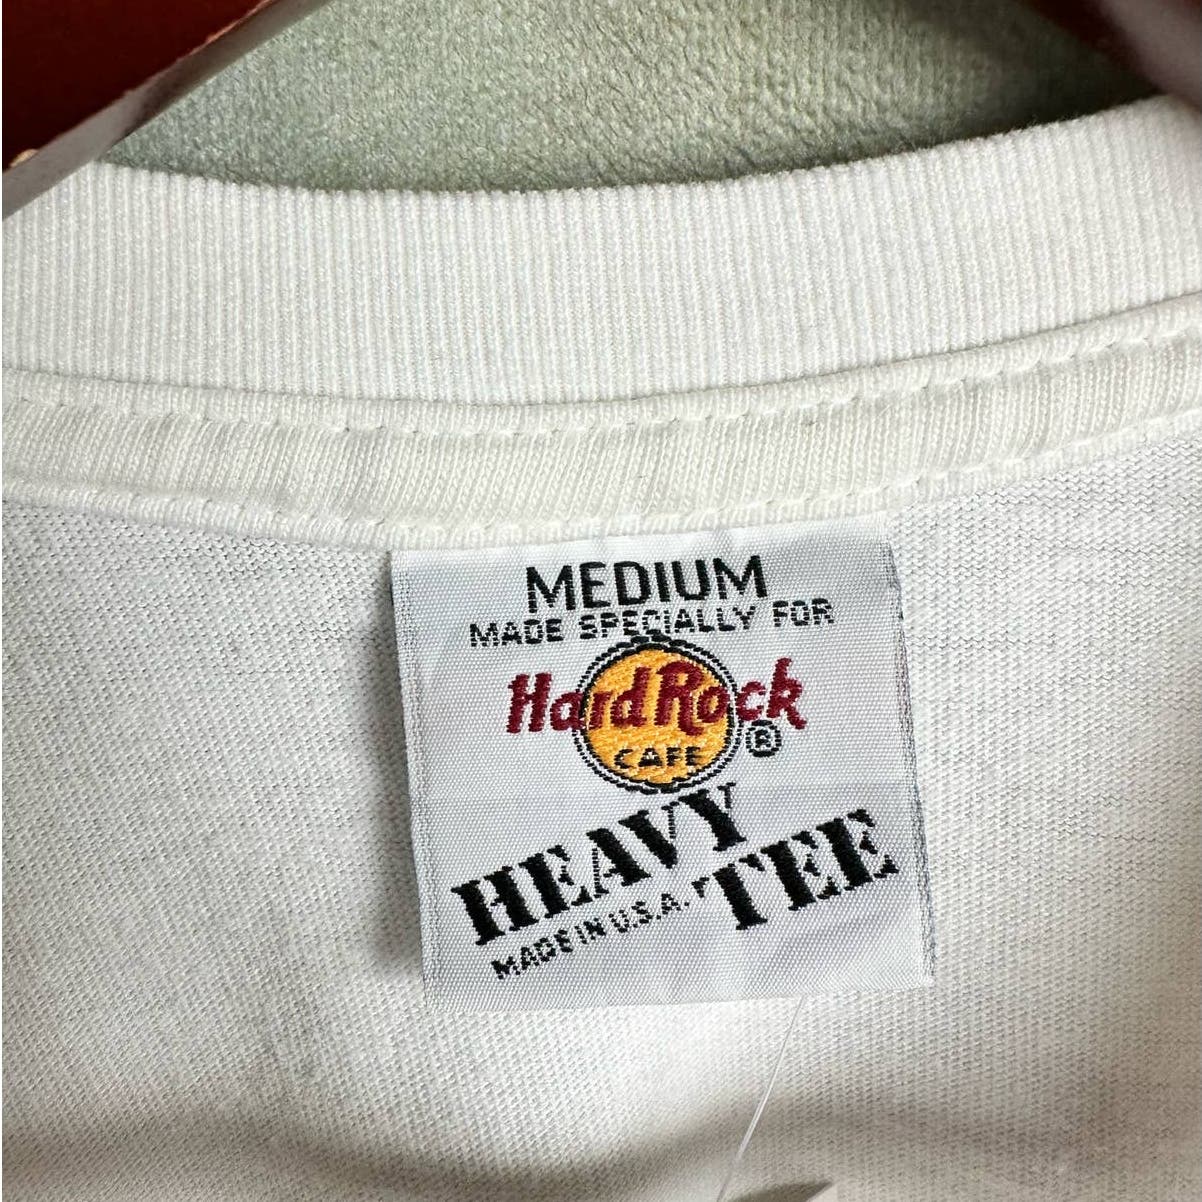 MEDIUM
MADE SPECIALLY FOR
Hard Rock
CAFE ®
HEAVY
TEE
MADE IN U.S.A.